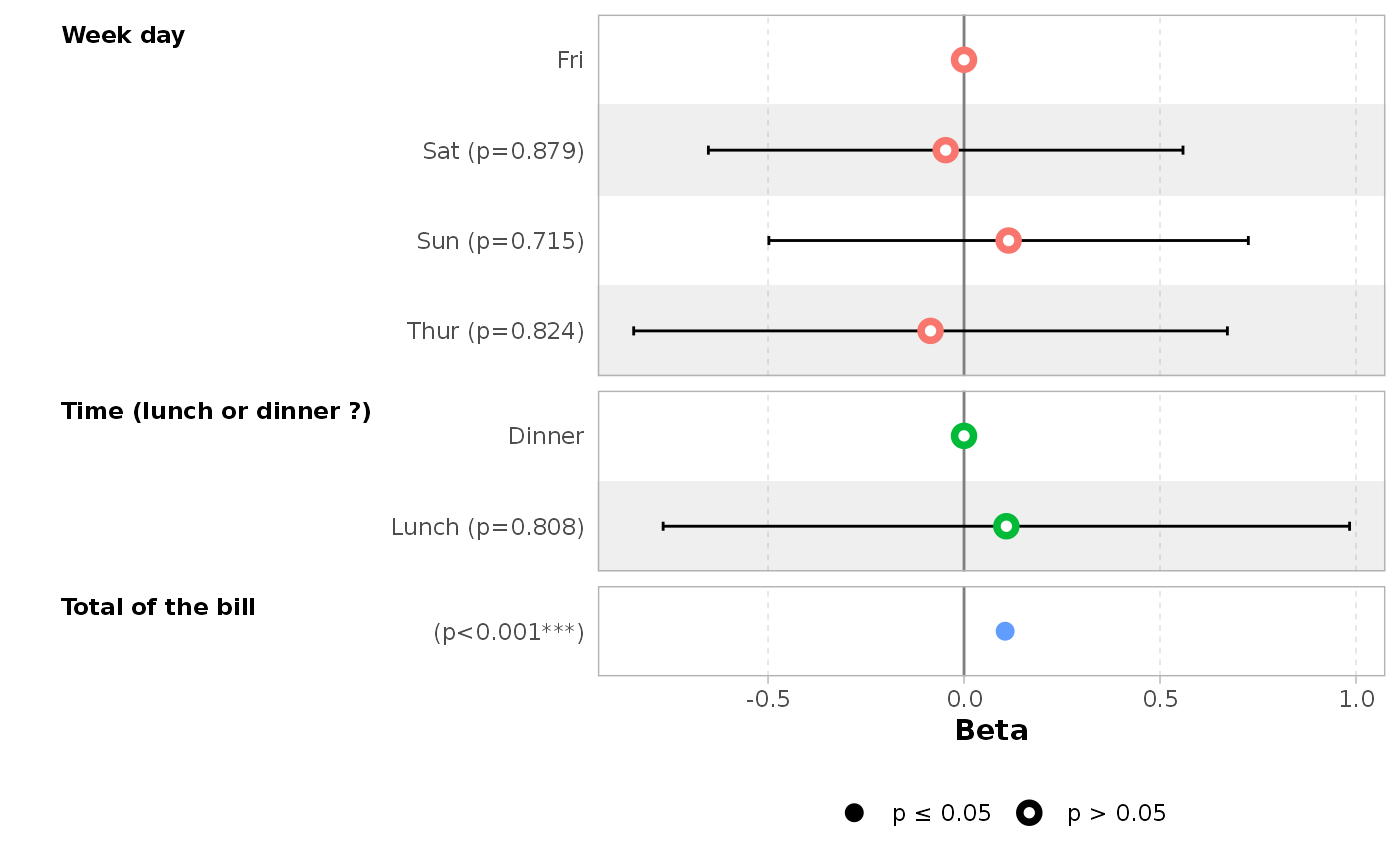 Week day
Fri
Sat (p=0.879)
Sun (p=0.715)
Thur (p=0.824)
Time (lunch or dinner ?)
Dinner
Lunch (p=0.808)
Total of the bill
(p<0.001***)
-0.5 0.0 0.5 1.0
Beta
p ≤ 0.05 p > 0.05